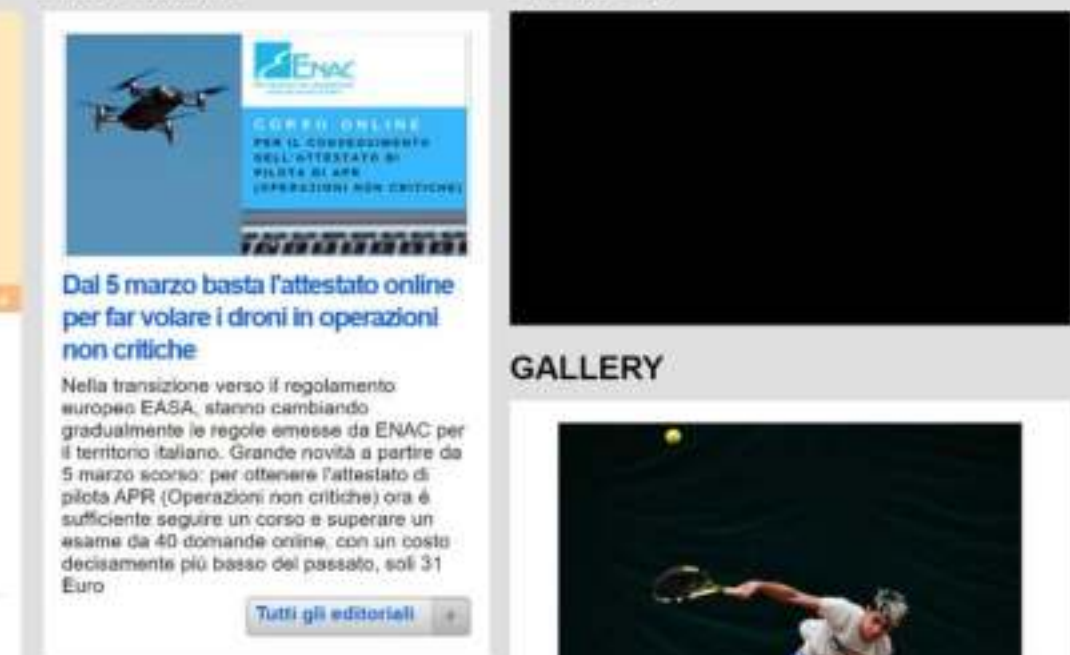 ENAC
CORSO ONLINE
PER IL CONSEGUIMENTO
DELL'ATTESTATO DI
PILOTA DI APR
(OPERAZIONI NON CRITICHE)
Dal 5 marzo basta l'attestato online
per far volare i droni in operazioni
non critiche
Nella transizione verso il regolamento
europeo EASA, stanno cambiando
gradualmente le regole emesse da ENAC per
il territorio italiano. Grande novità a partire da
5 marzo scorso: per ottenere l'attestato di
pilota APR (Operazioni non critiche) ora é
sufficiente seguire un corso e superare un
esame da 40 domande online, con un costo
decisamente più basso del passato, soli 31
Euro
Tutti gli editoriali +
GALLERY